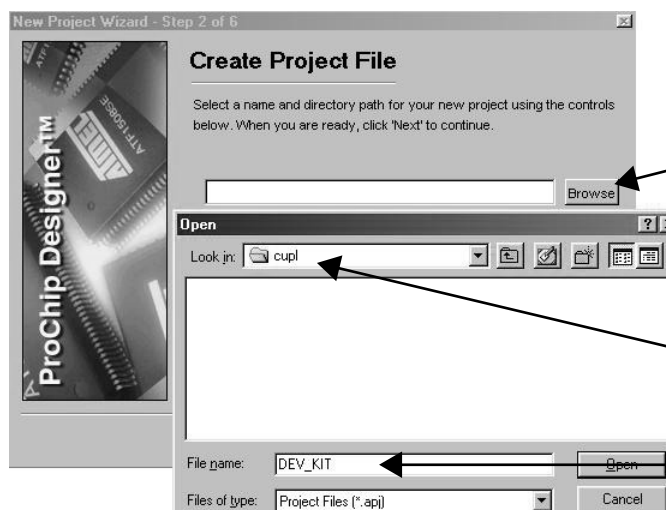 New Project Wizard - Step 2 of 6
Create Project File
Select a name and directory path for your new project using the controls
below. When you are ready, click 'Next' to continue.
Browse
ProChip Designer™
ATF1508SE
ATMEL
Open
Look in: cupl
File name: DEV_KIT
Open
Files of type: Project Files (*.apj)
Cancel